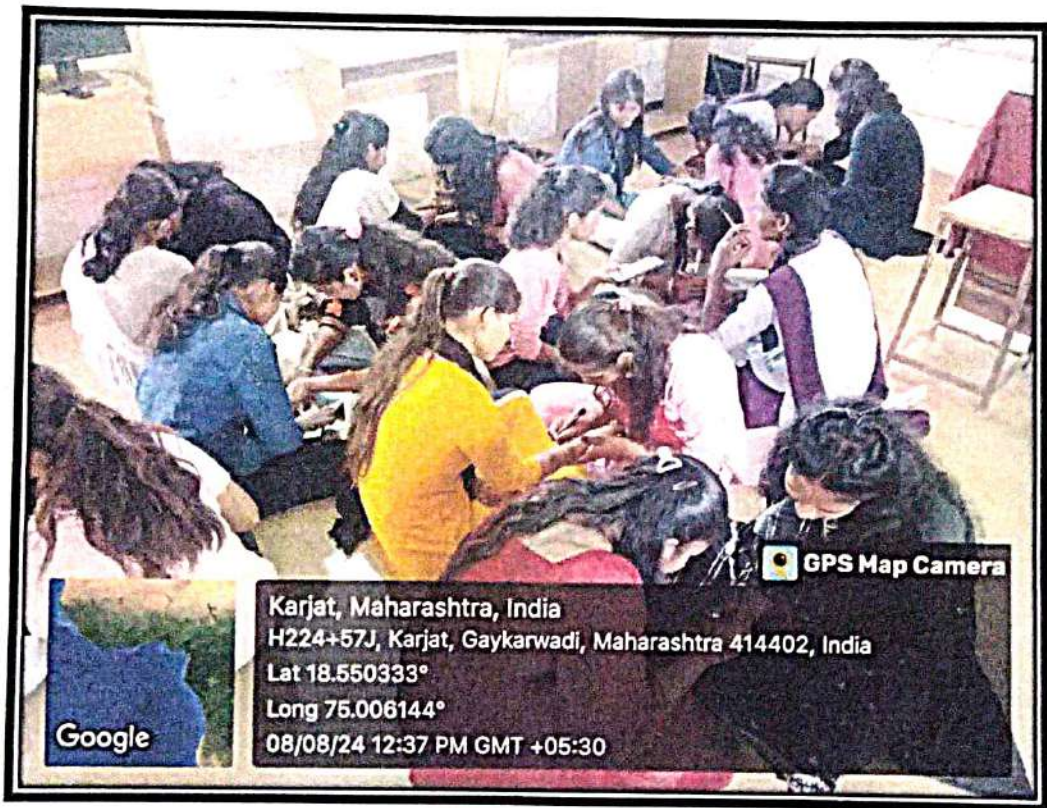 GPS Map Camera
Karjat, Maharashtra, India
H224+57J, Karjat, Gaykarwadi, Maharashtra 414402, India
Lat 18.550333°
Long 75.006144°
08/08/24 12:37 PM GMT +05:30
Google